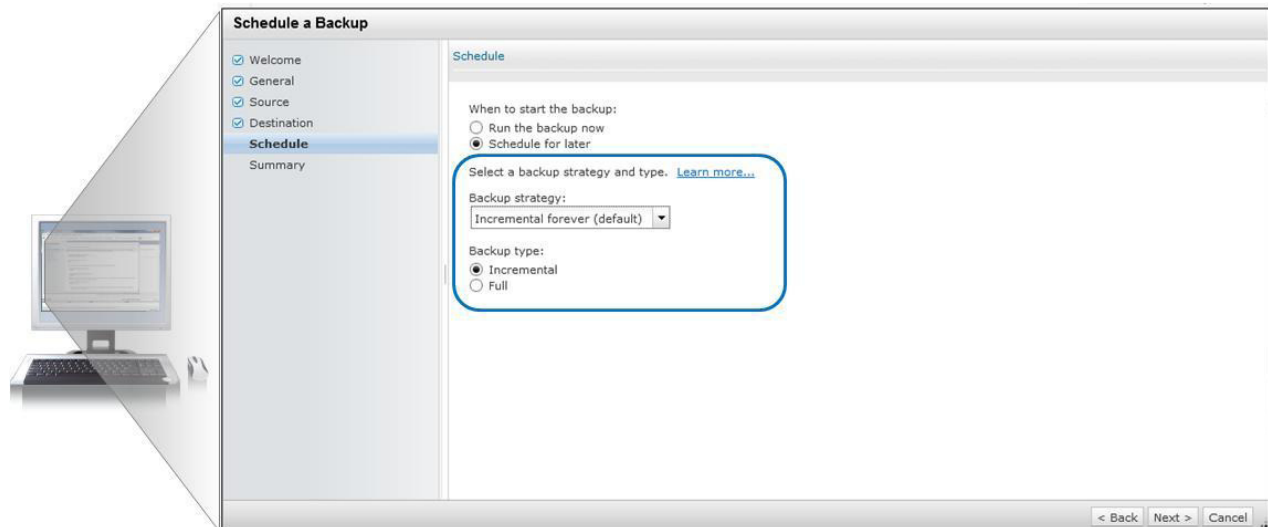 Schedule a Backup
Welcome
General
Source
Destination
Schedule
Summary
Schedule
When to start the backup:
Run the backup now
Schedule for later
Select a backup strategy and type. Learn more...
Backup strategy:
Incremental forever (default)
Backup type:
Incremental
Full
< Back Next > Cancel